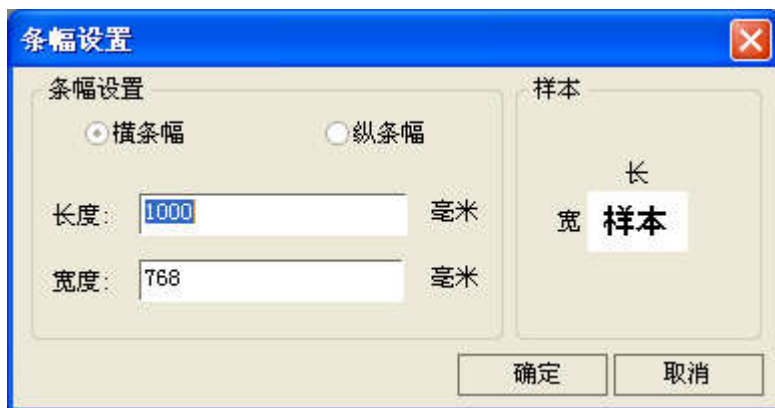 条幅设置
条幅设置
横条幅 纵条幅
长度: 1000 毫米
宽度: 768 毫米
样本
长
宽 样本
确定 取消